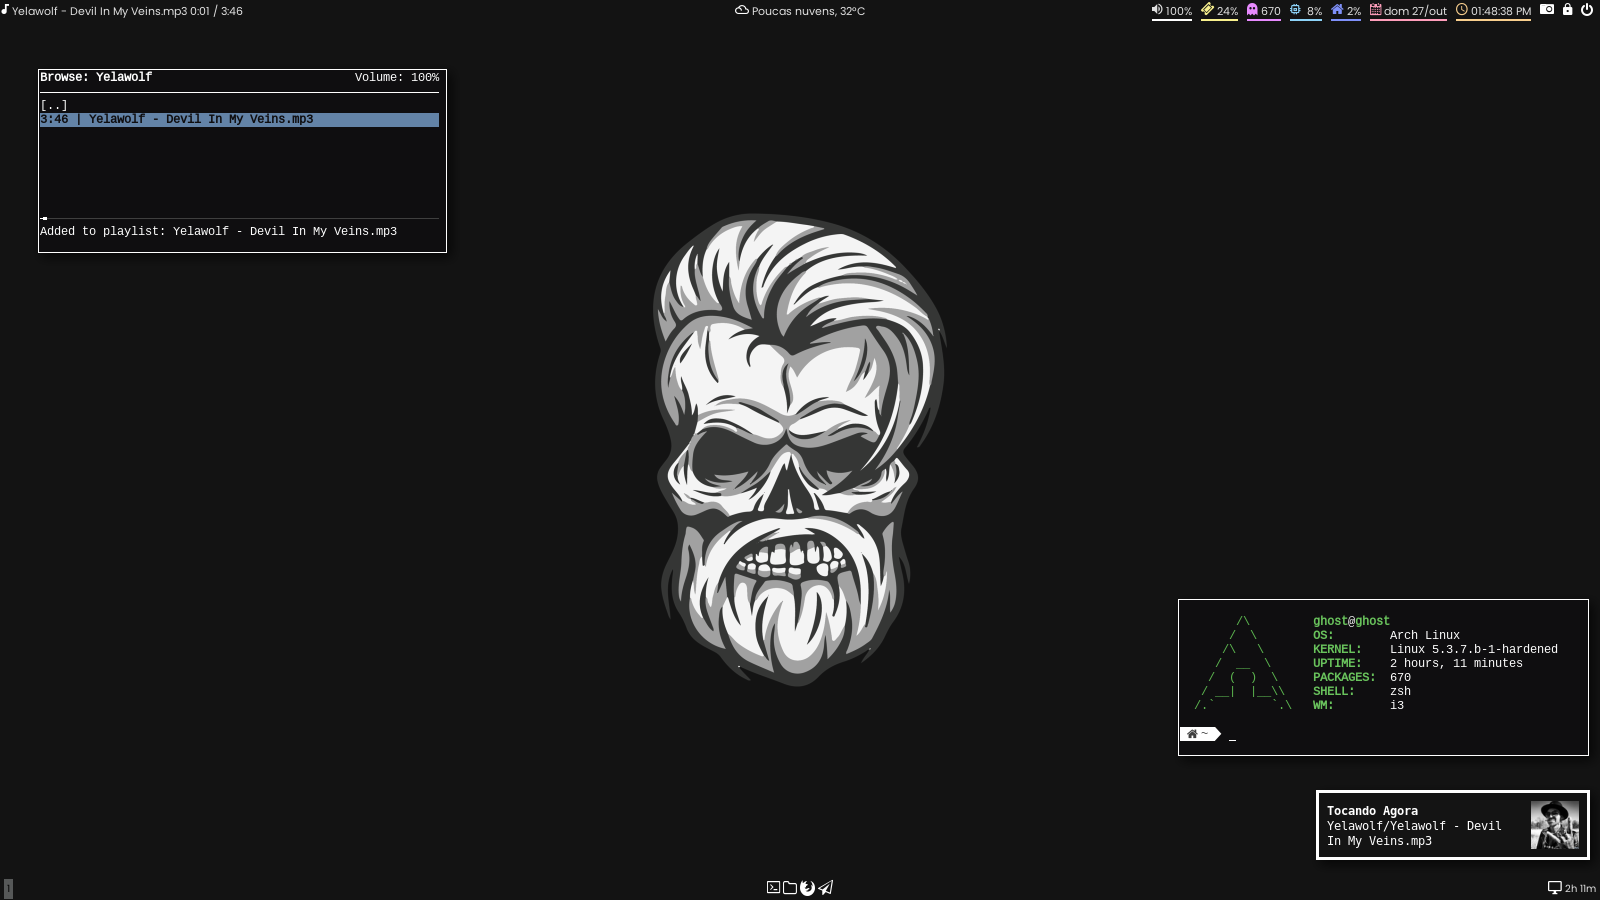 Yelawolf - Devil In My Veins.mp3 0:01 / 3:46
Poucas nuvens, 32°C
100% 24% 670 8% 2% dom 27/out 01:48:38 PM
Browse: Yelawolf Volume: 100%
[..]
3:46 | Yelawolf - Devil In My Veins.mp3
Added to playlist: Yelawolf - Devil In My Veins.mp3
ghost@ghost
OS: Arch Linux
KERNEL: Linux 5.3.7.b-1-hardened
UPTIME: 2 hours, 11 minutes
PACKAGES: 670
SHELL: zsh
WM: i3
~ _
Tocando Agora
Yelawolf/Yelawolf - Devil
In My Veins.mp3
1
2h 11m